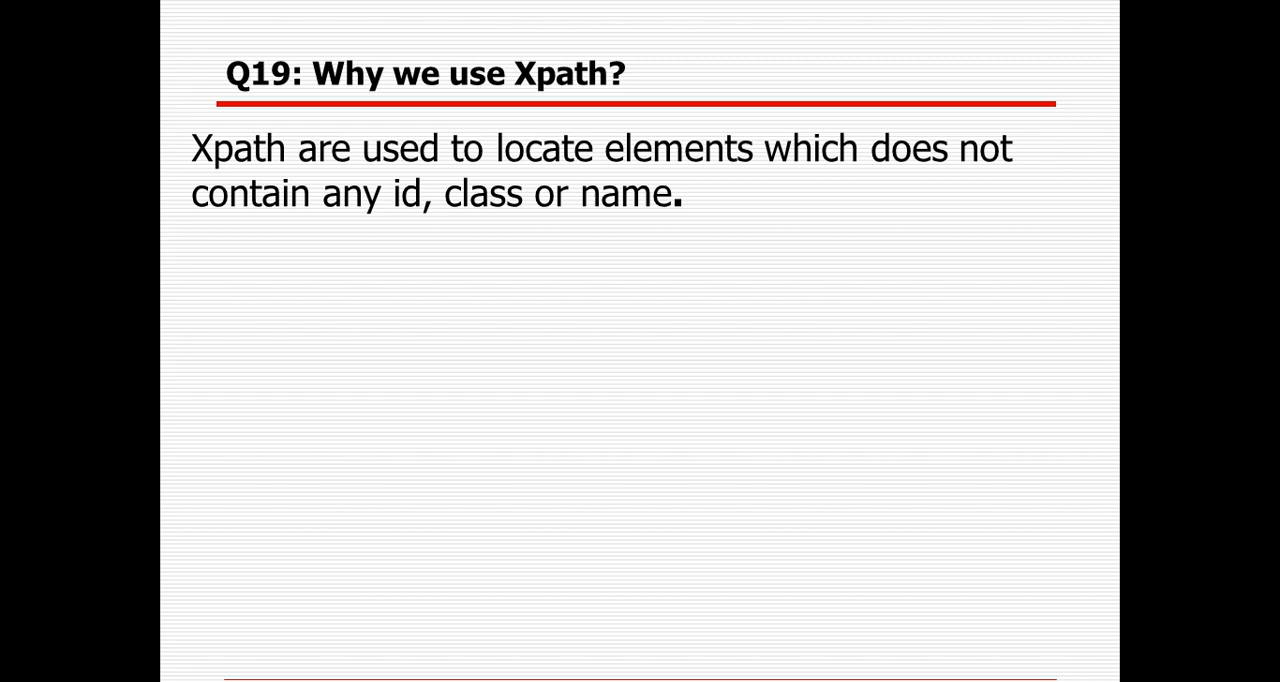 Q19: Why we use Xpath?
Xpath are used to locate elements which does not
contain any id, class or name.